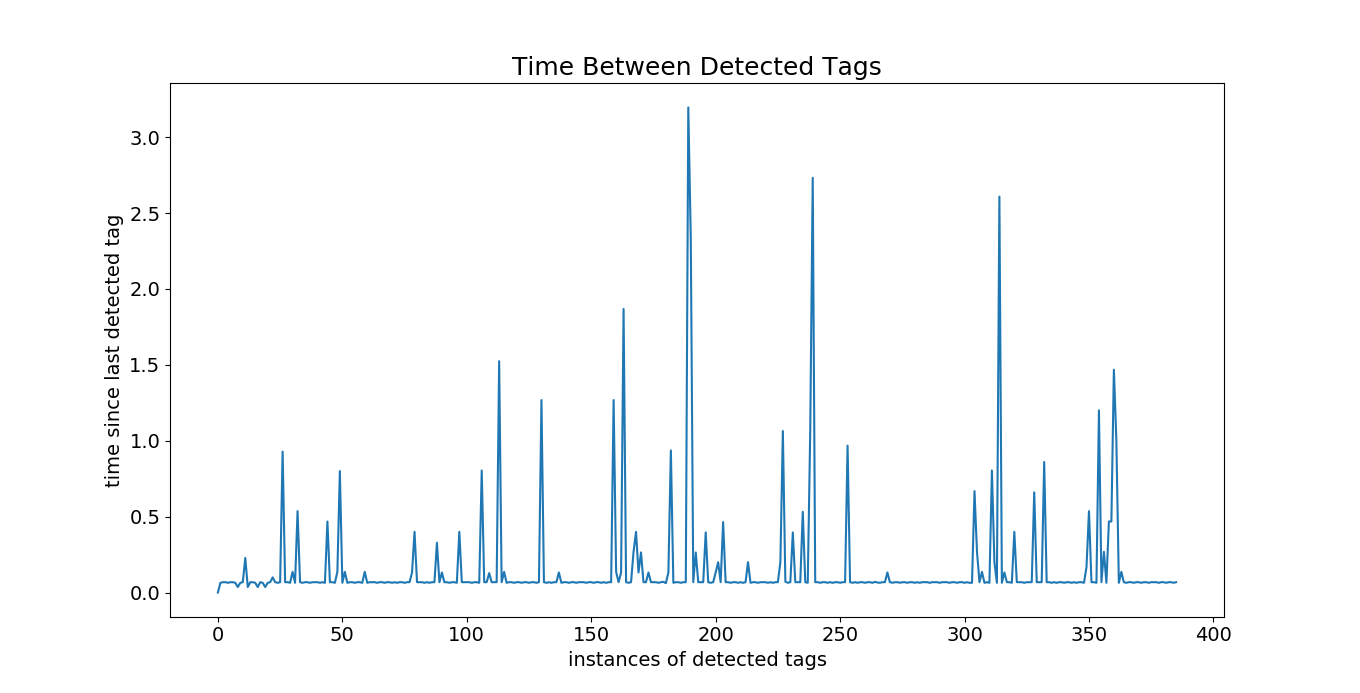 Time Between Detected Tags
time since last detected tag
3.0
2.5
2.0
1.5
1.0
0.5
0.0
0 50 100 150 200 250 300 350 400
instances of detected tags